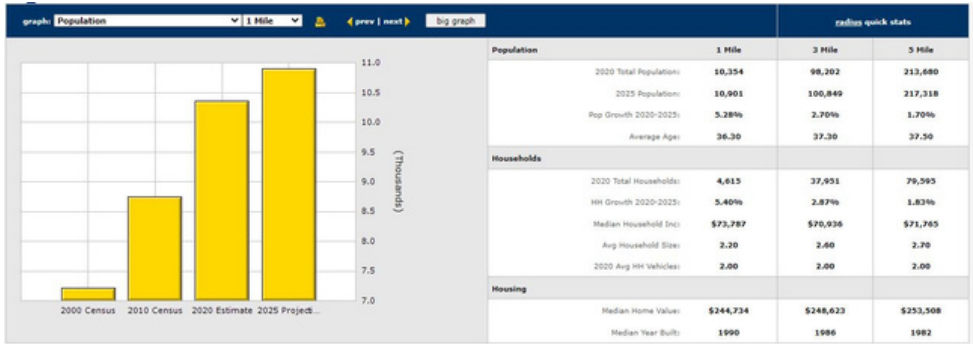 graph: Population 1 Mile prev | next big graph radius quick stats
11.0
10.5
10.0
9.5
9.0
8.5
8.0
7.5
7.0
(Thousands)
2000 Census 2010 Census 2020 Estimate 2025 Projecti...
Population 1 Mile 3 Mile 5 Mile
2020 Total Population: 10,354 98,202 213,680
2025 Population: 10,901 100,849 217,318
Pop Growth 2020-2025: 5.28% 2.70% 1.70%
Average Age: 36.30 37.30 37.50
Households
2020 Total Households: 4,615 37,951 79,595
HH Growth 2020-2025: 5.40% 2.87% 1.83%
Median Household Inc: $73,787 $70,936 $71,765
Avg Household Size: 2.20 2.60 2.70
2020 Avg HH Vehicles: 2.00 2.00 2.00
Housing
Median Home Value: $244,734 $248,623 $253,508
Median Year Built: 1990 1986 1982